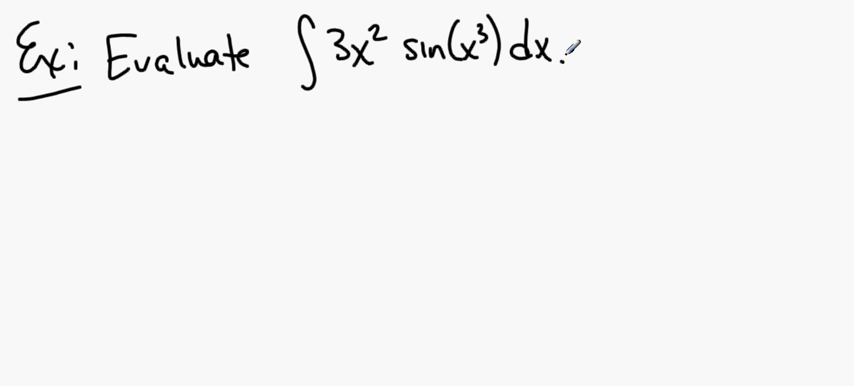 Ex: Evaluate ∫ 3x² sin(x³) dx.